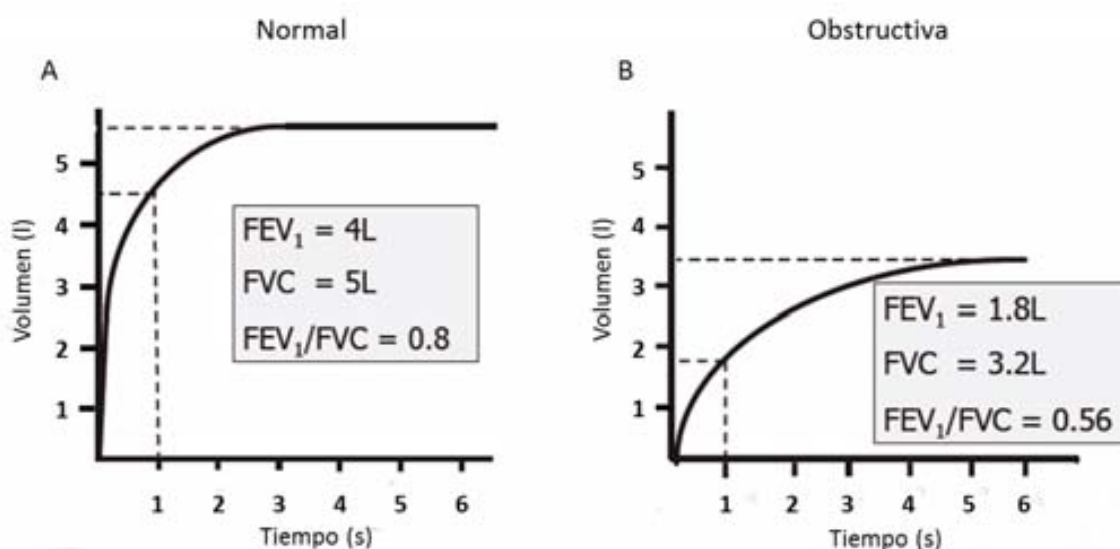 Normal
A
Volumen (l)
5
4
3
2
1
FEV₁ = 4L
FVC = 5L
FEV₁/FVC = 0.8
1 2 3 4 5 6
Tiempo (s)
Obstructiva
B
Volumen (l)
5
4
3
2
1
FEV₁ = 1.8L
FVC = 3.2L
FEV₁/FVC = 0.56
1 2 3 4 5 6
Tiempo (s)